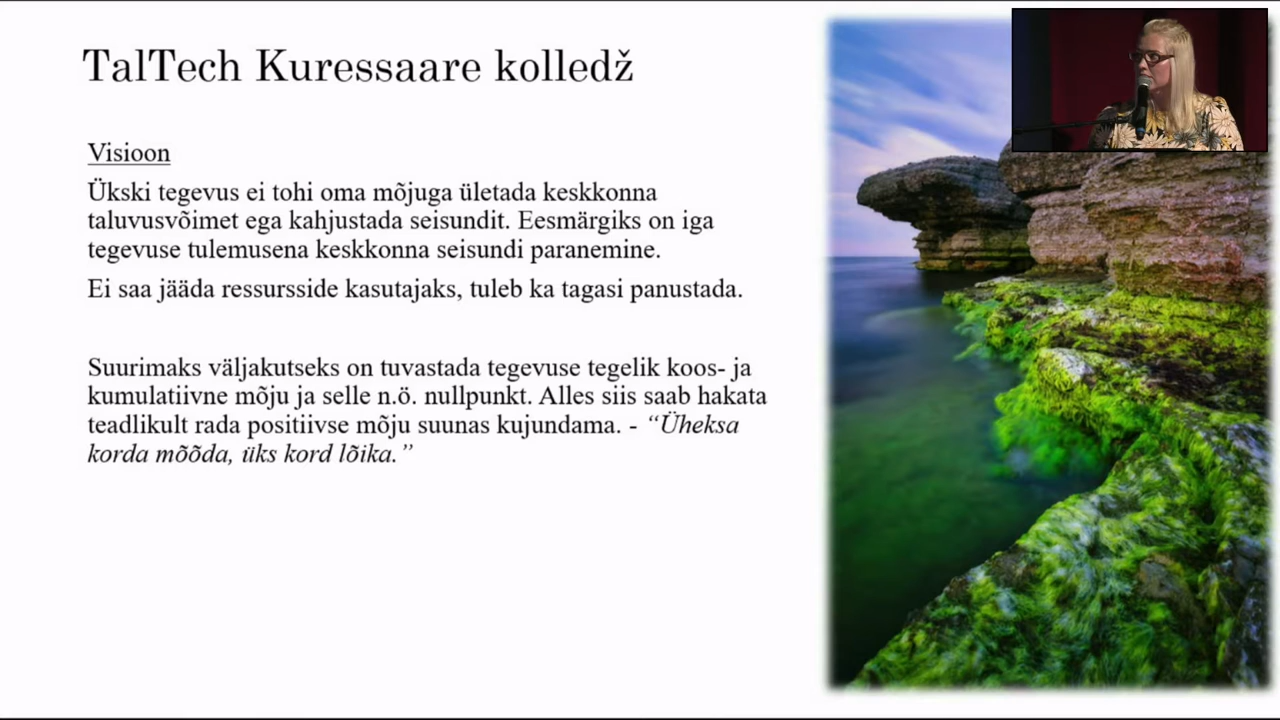 TalTech Kuressaare kolledž
Visioon
Ükski tegevus ei tohi oma mõjuga ületada keskkonna
taluvusvõimet ega kahjustada seisundit. Eesmärgiks on iga
tegevuse tulemusena keskkonna seisundi paranemine.
Ei saa jääda ressursside kasutajaks, tuleb ka tagasi panustada.
Suurimaks väljakutseks on tuvastada tegevuse tegelik koos- ja
kumulatiivne mõju ja selle n.ö. nullpunkt. Alles siis saab hakata
teadlikult rada positiivse mõju suunas kujundama. - “Üheksa
korda mõõda, üks kord lõika.”